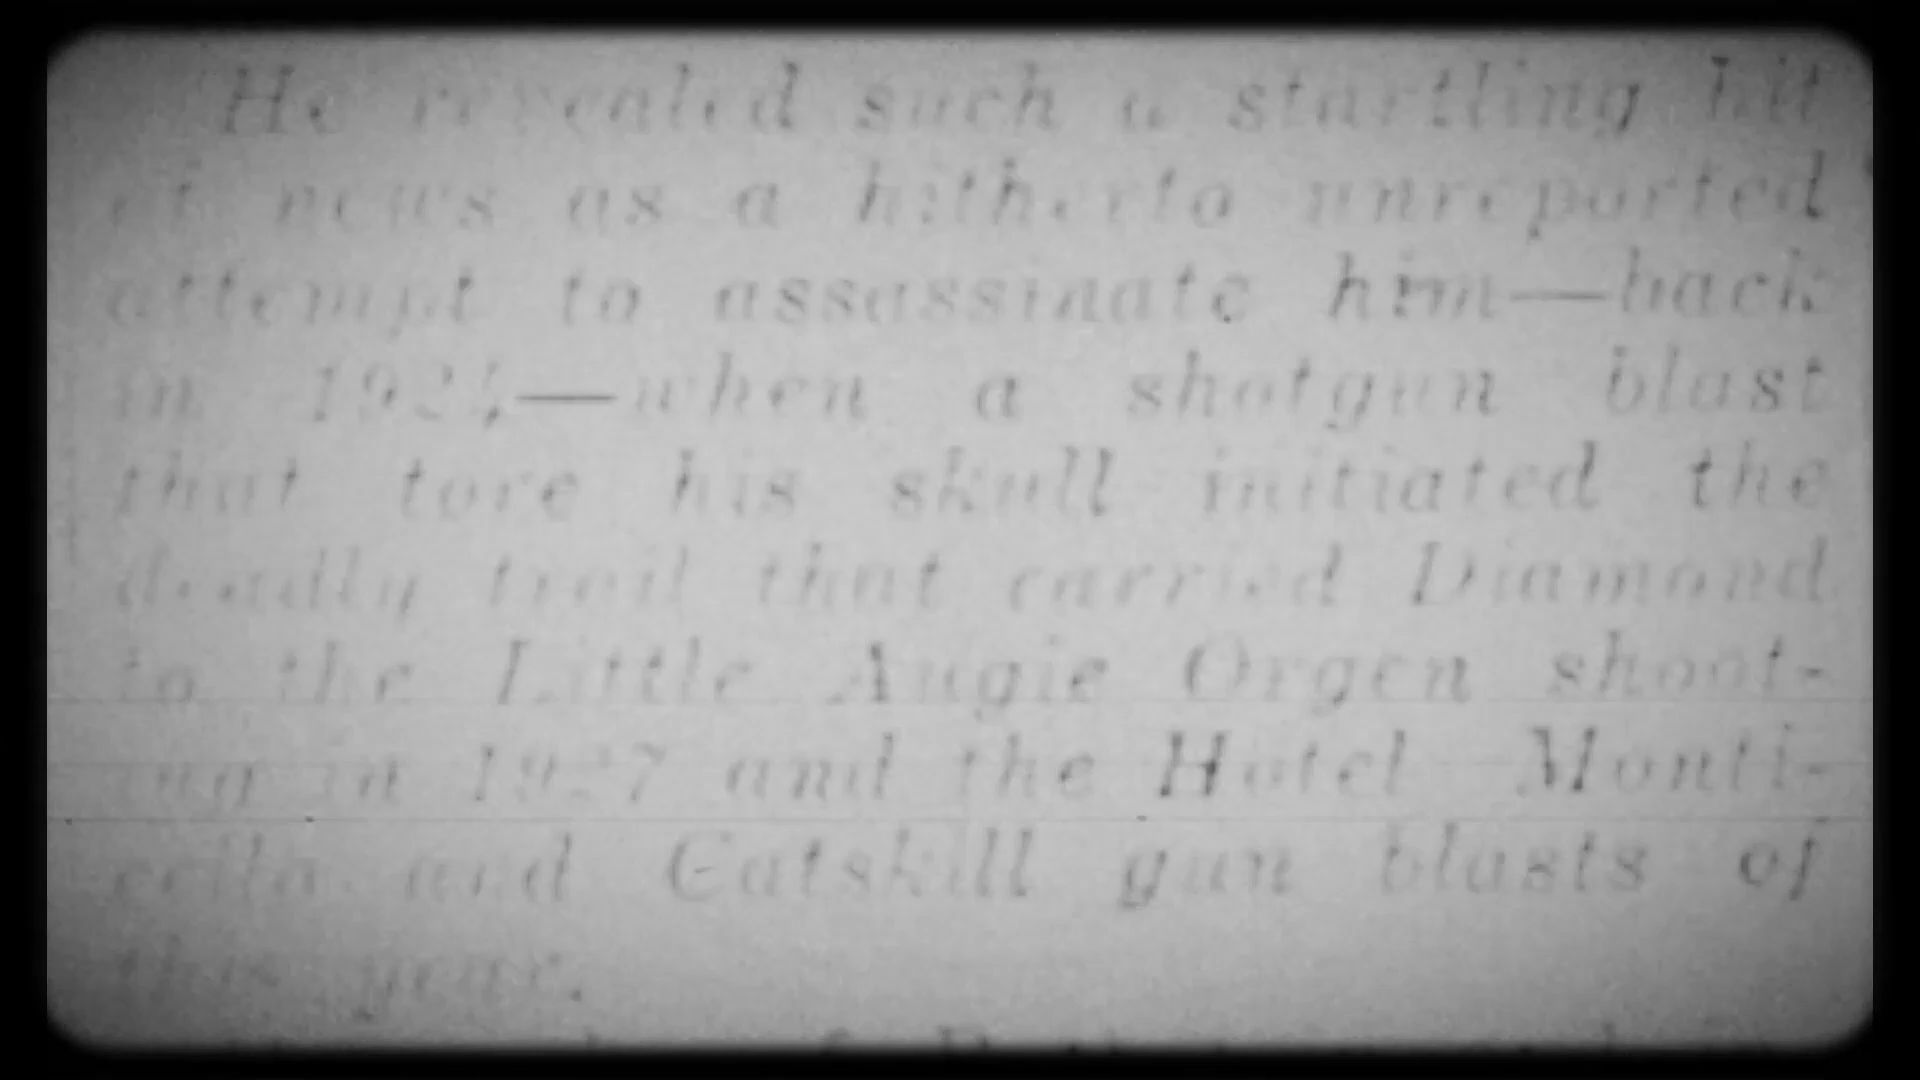 He revealed such a startling bit
of news as a hitherto unreported
attempt to assassinate him—back
in 1924—when a shotgun blast
that tore his skull initiated the
deadly trail that carried Diamond
to the Little Augie Orgen shoot-
ing in 1927 and the Hotel Monti-
cello and Catskill gun blasts of
this year.